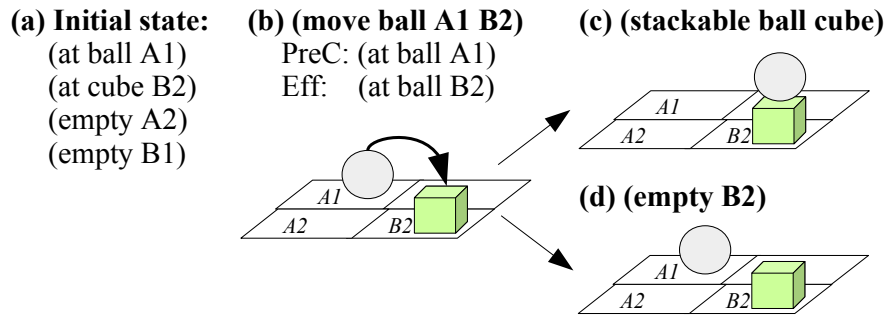 (a) Initial state:
(at ball A1)
(at cube B2)
(empty A2)
(empty B1)
(b) (move ball A1 B2)
PreC: (at ball A1)
Eff: (at ball B2)
A1
A2
B2
(c) (stackable ball cube)
A1
A2
B2
(d) (empty B2)
A1
A2
B2